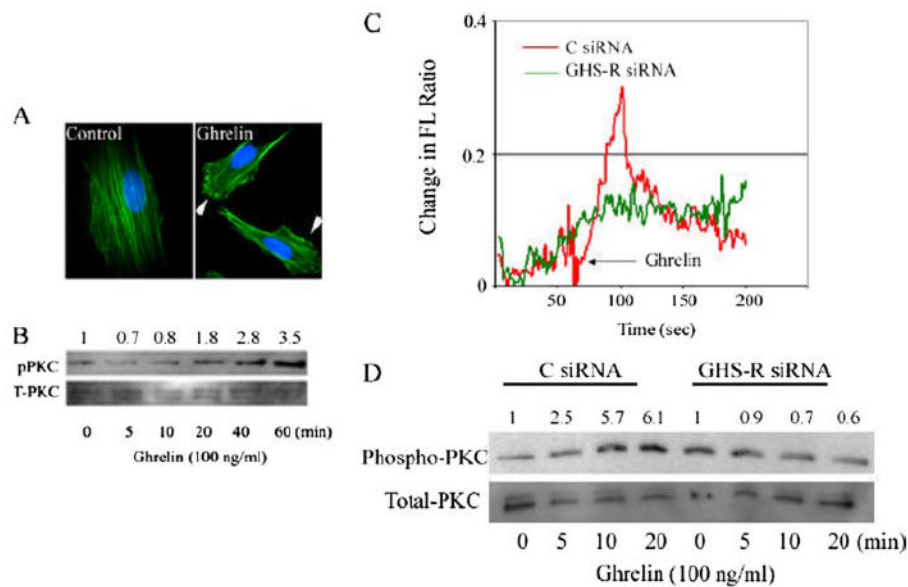 A
Control
Ghrelin
B
1 0.7 0.8 1.8 2.8 3.5
pPKC
T-PKC
0 5 10 20 40 60 (min)
Ghrelin (100 ng/ml)
C
0.4
0.2
0
Change in FL Ratio
C siRNA
GHS-R siRNA
Ghrelin
50 100 150 200
Time (sec)
D
C siRNA GHS-R siRNA
1 2.5 5.7 6.1 1 0.9 0.7 0.6
Phospho-PKC
Total-PKC
0 5 10 20 0 5 10 20 (min)
Ghrelin (100 ng/ml)